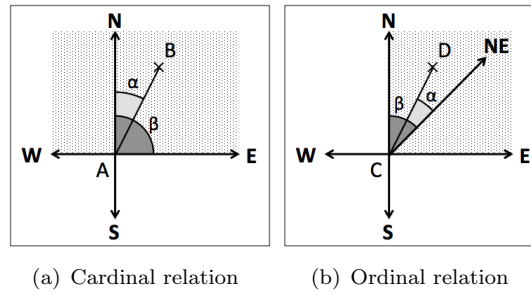 N
B
α
β
W
A
E
S
(a) Cardinal relation
N
D
NE
β
α
W
C
E
S
(b) Ordinal relation